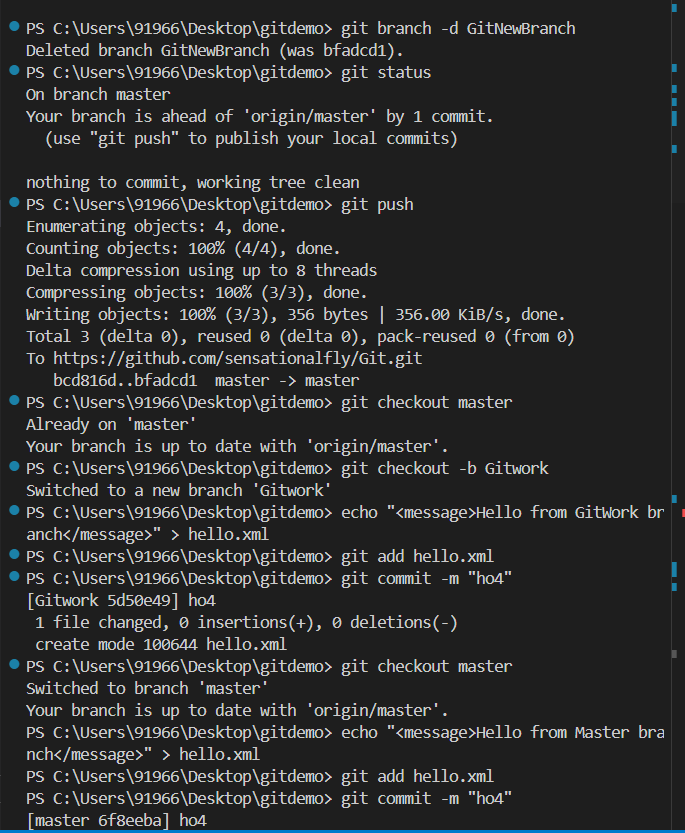 PS C:\Users\91966\Desktop\gitdemo> git branch -d GitNewBranch
Deleted branch GitNewBranch (was bfadcd1).
PS C:\Users\91966\Desktop\gitdemo> git status
On branch master
Your branch is ahead of 'origin/master' by 1 commit.
  (use "git push" to publish your local commits)

nothing to commit, working tree clean
PS C:\Users\91966\Desktop\gitdemo> git push
Enumerating objects: 4, done.
Counting objects: 100% (4/4), done.
Delta compression using up to 8 threads
Compressing objects: 100% (3/3), done.
Writing objects: 100% (3/3), 356 bytes | 356.00 KiB/s, done.
Total 3 (delta 0), reused 0 (delta 0), pack-reused 0 (from 0)
To https://github.com/sensationalfly/Git.git
   bcd816d..bfadcd1  master -> master
PS C:\Users\91966\Desktop\gitdemo> git checkout master
Already on 'master'
Your branch is up to date with 'origin/master'.
PS C:\Users\91966\Desktop\gitdemo> git checkout -b Gitwork
Switched to a new branch 'Gitwork'
PS C:\Users\91966\Desktop\gitdemo> echo "<message>Hello from GitWork br
anch</message>" > hello.xml
PS C:\Users\91966\Desktop\gitdemo> git add hello.xml
PS C:\Users\91966\Desktop\gitdemo> git commit -m "ho4"
[Gitwork 5d50e49] ho4
 1 file changed, 0 insertions(+), 0 deletions(-)
 create mode 100644 hello.xml
PS C:\Users\91966\Desktop\gitdemo> git checkout master
Switched to branch 'master'
Your branch is up to date with 'origin/master'.
PS C:\Users\91966\Desktop\gitdemo> echo "<message>Hello from Master bra
nch</message>" > hello.xml
PS C:\Users\91966\Desktop\gitdemo> git add hello.xml
PS C:\Users\91966\Desktop\gitdemo> git commit -m "ho4"
[master 6f8eeba] ho4